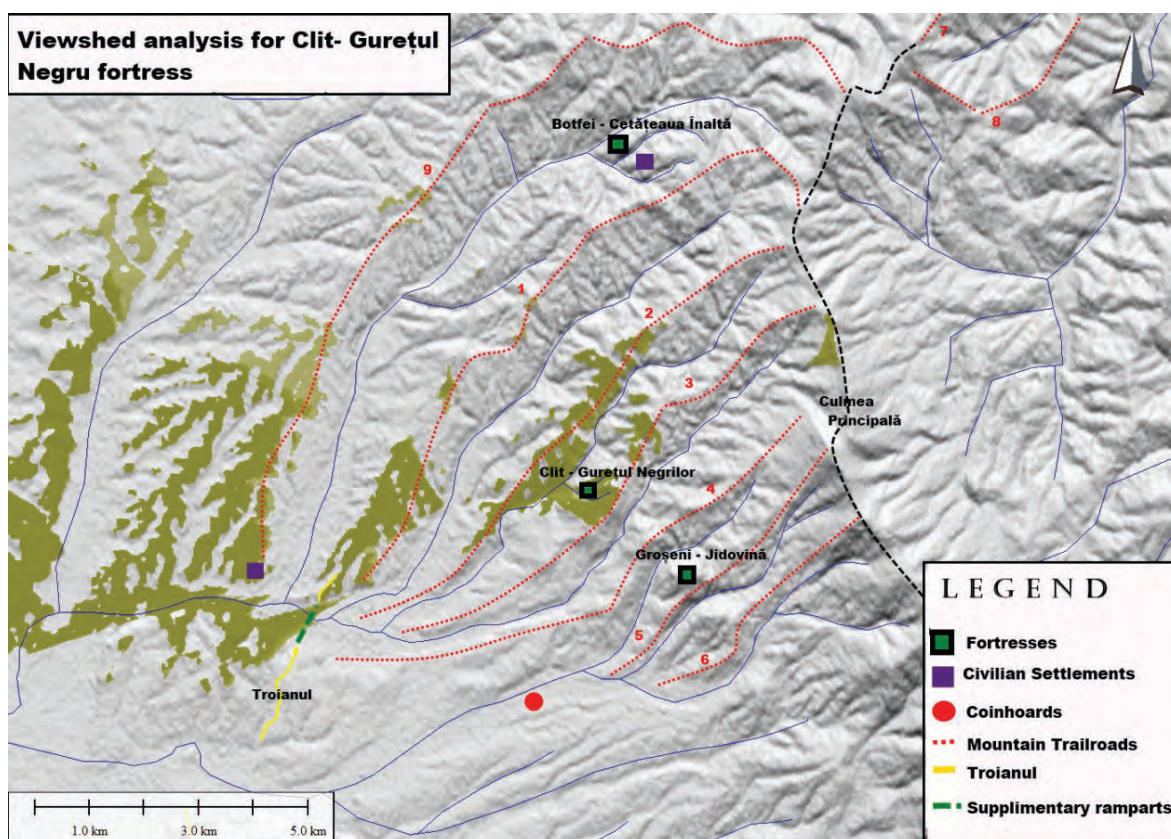 Viewshed analysis for Clit- Gurețul
Negru fortress
7
8
Botfei - Cetățeaua Înaltă
9
1
2
3
Culmea
Principală
Clit - Gurețul Negrilor
4
Groșeni - Jidovină
5
6
Troianul
LEGEND
Fortresses
Civilian Settlements
Coinhoards
Mountain Trailroads
Troianul
Supplimentary ramparts
1.0 km
3.0 km
5.0 km